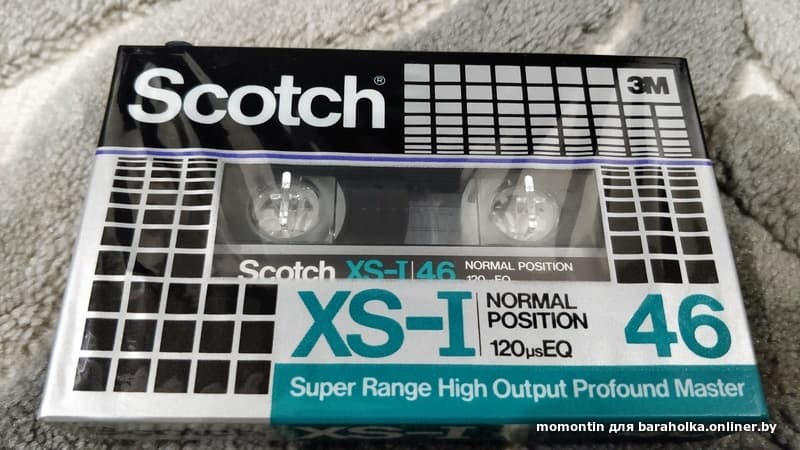 Scotch®
3M
Scotch XS-I 46 NORMAL POSITION
120 EQ
XS-I NORMAL POSITION 46
120µsEQ
Super Range High Output Profound Master
XS-I
momontin для baraholka.onliner.by